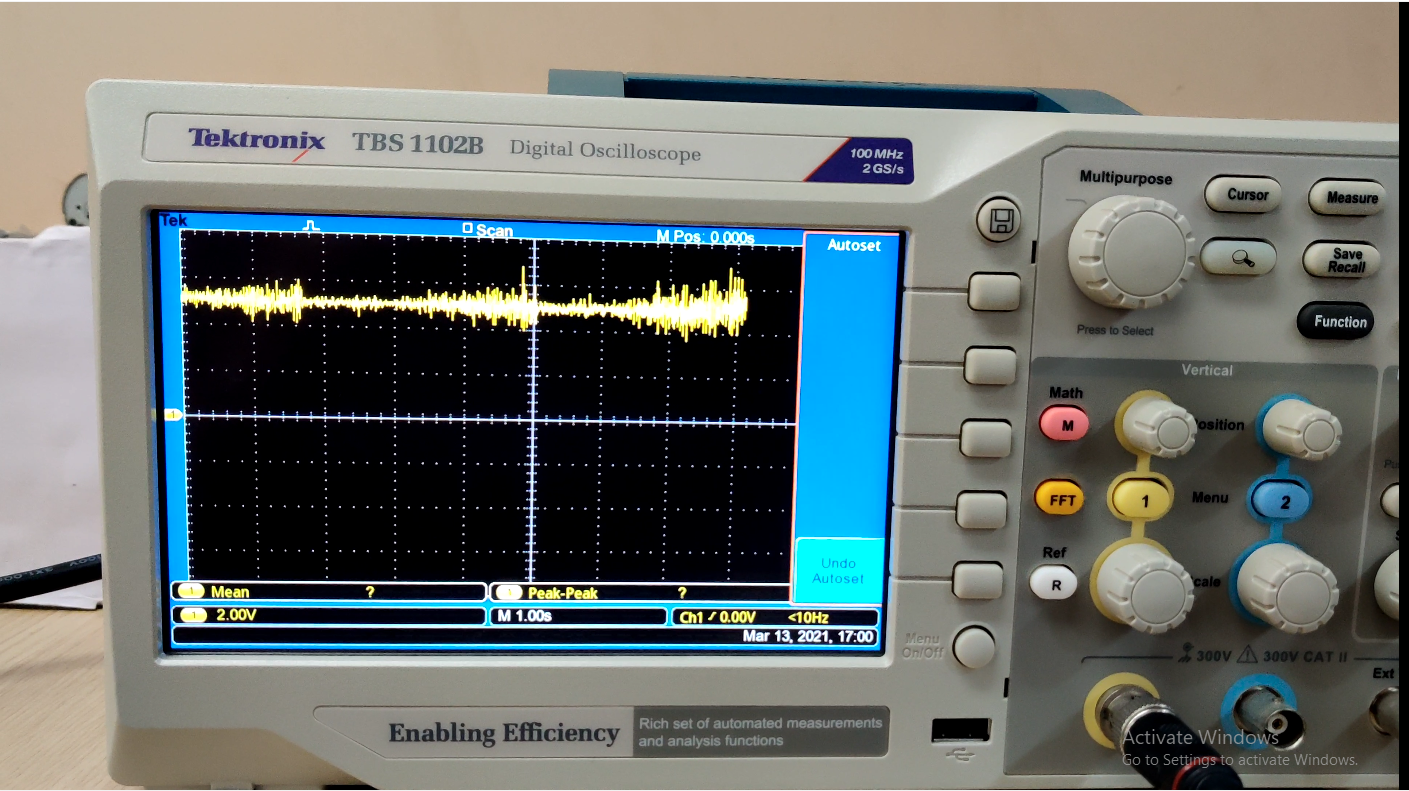 Tektronix TBS 1102B Digital Oscilloscope
100 MHz
2 GS/s
Tek
Scan
M Pos: 0.000s
Autoset
Undo
Autoset
1
1 Mean ?
1 Peak-Peak ?
1 2.00V
M 1.00s
Ch1 / 0.00V <10Hz
Mar 13, 2021, 17:00
Multipurpose
Cursor
Measure
Save
Recall
Function
Press to Select
Vertical
Math
M
osition
FFT
1
Menu
2
Ref
R
cale
Menu
On/Off
300V
300V CAT II
Ext
Enabling Efficiency
Rich set of automated measurements
and analysis functions
Activate Windows
Go to Settings to activate Windows.